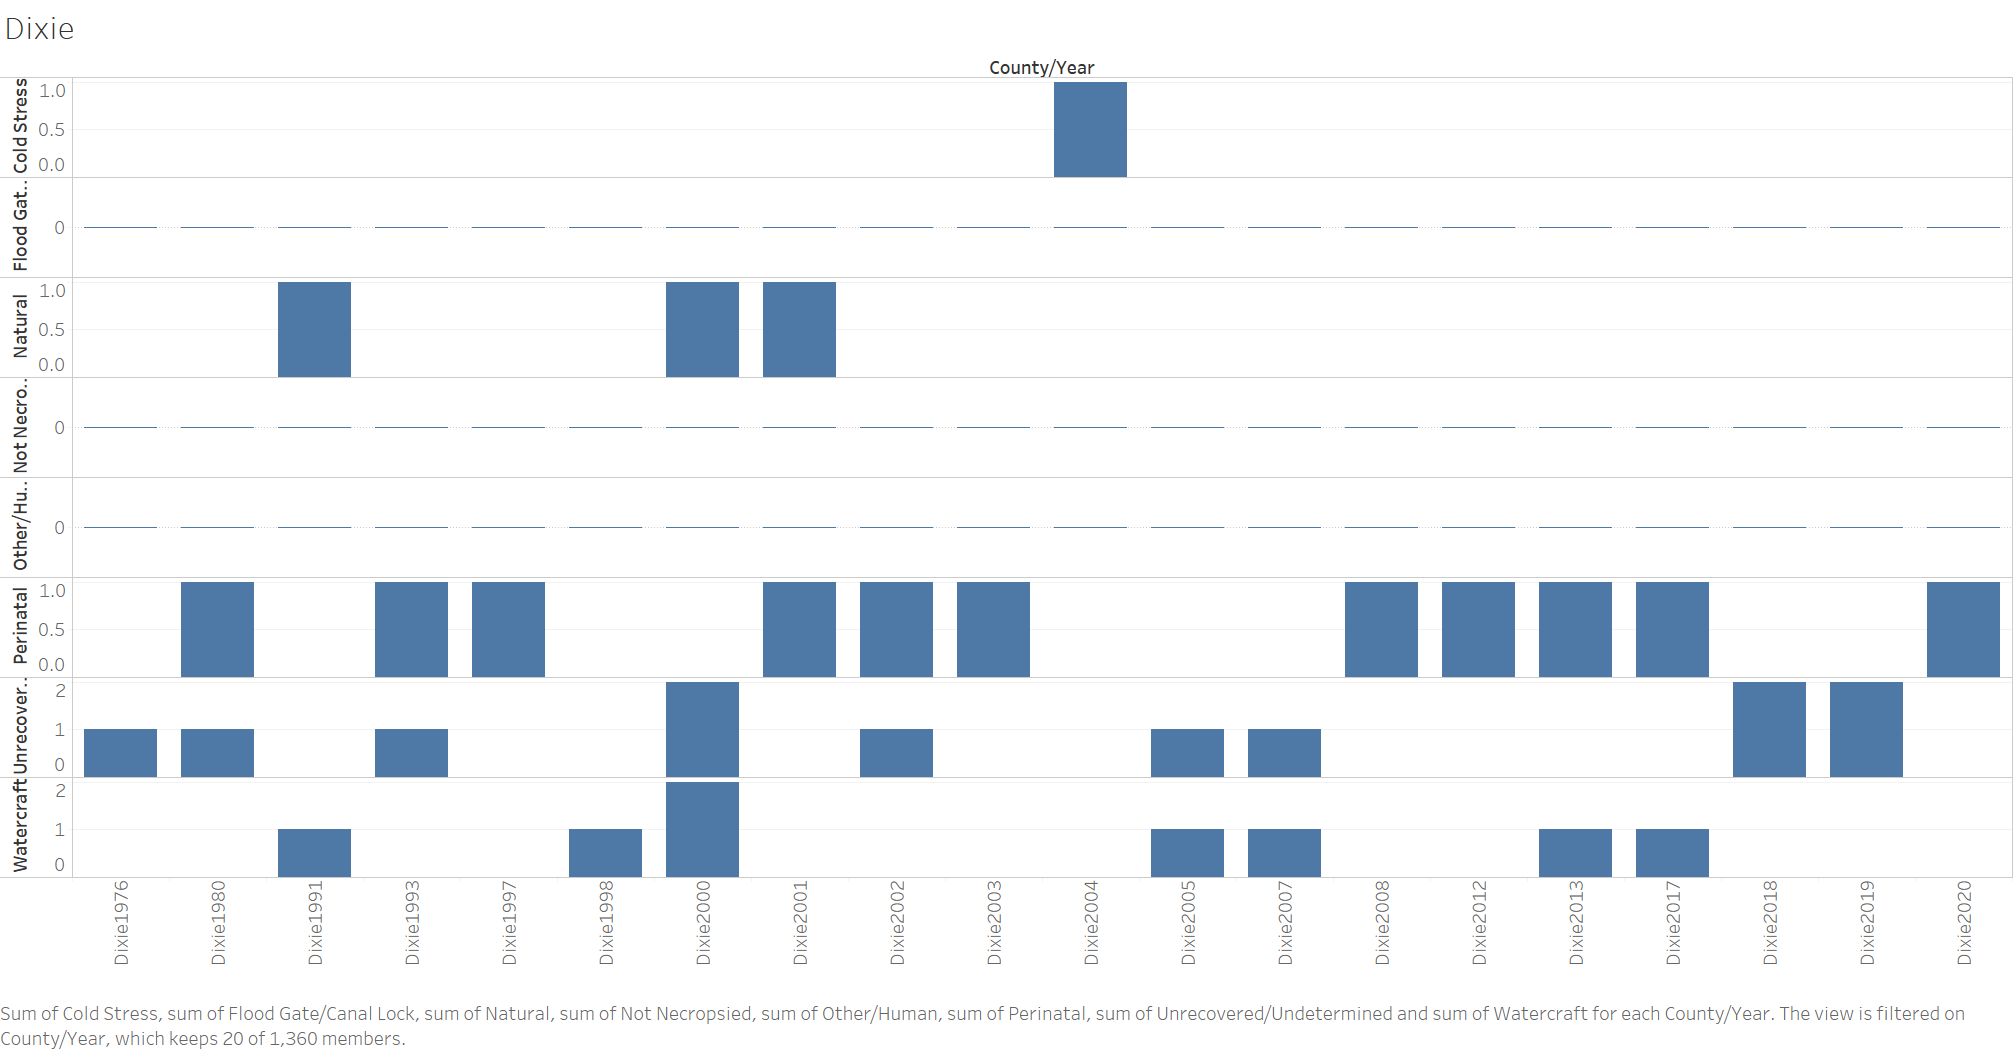 Dixie
County/Year
Cold Stress
1.0
0.5
0.0
Flood Gat..
0
Natural
1.0
0.5
0.0
Not Necro..
0
Other/Hu..
0
Perinatal
1.0
0.5
0.0
Unrecover..
2
1
0
Watercraft
2
1
0
Dixie1976
Dixie1980
Dixie1991
Dixie1993
Dixie1997
Dixie1998
Dixie2000
Dixie2001
Dixie2002
Dixie2003
Dixie2004
Dixie2005
Dixie2007
Dixie2008
Dixie2012
Dixie2013
Dixie2017
Dixie2018
Dixie2019
Dixie2020
Sum of Cold Stress, sum of Flood Gate/Canal Lock, sum of Natural, sum of Not Necropsied, sum of Other/Human, sum of Perinatal, sum of Unrecovered/Undetermined and sum of Watercraft for each County/Year. The view is filtered on
County/Year, which keeps 20 of 1,360 members.